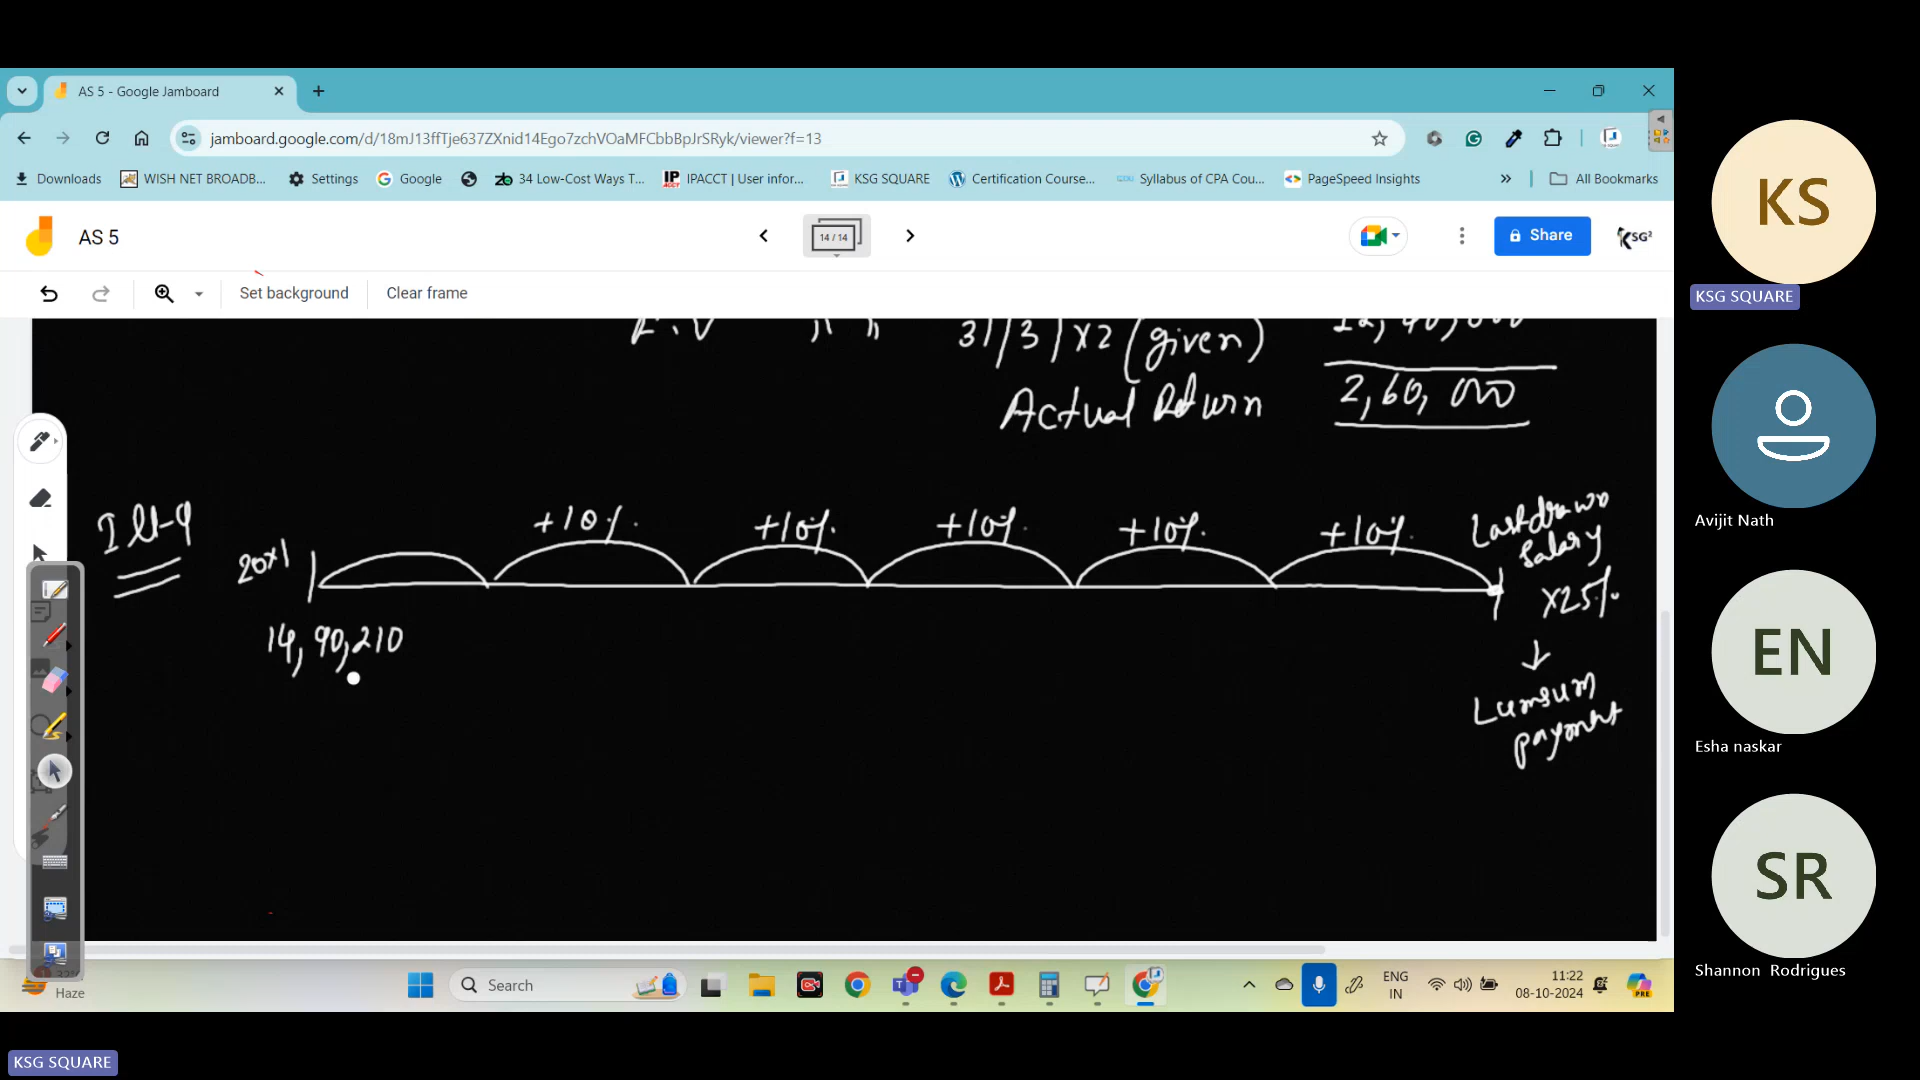 AS 5 - Google Jamboard
jamboard.google.com/d/18mJ13ffTje637ZXnid14Ego7zchVOaMFCbbBpJrSRyk/viewer?f=13
Downloads
WISH NET BROADB...
Settings
Google
34 Low-Cost Ways T...
IPACCT | User infor...
KSG SQUARE
Certification Course...
Syllabus of CPA Cou...
PageSpeed Insights
All Bookmarks
AS 5
14 / 14
Share
KSG²
Set background
Clear frame
31/3/X2 (given)
Actual Return 2,60,000
Ill-9
20X1
+10%.
+10%.
+10%.
+10%.
+10%.
Last drawn
Salary
X25%.
↓
Lumsum
payment
14,90,210
Haze
Search
ENG
IN
11:22
08-10-2024
PRE
KS
KSG SQUARE
Avijit Nath
EN
Esha naskar
SR
Shannon Rodrigues
KSG SQUARE